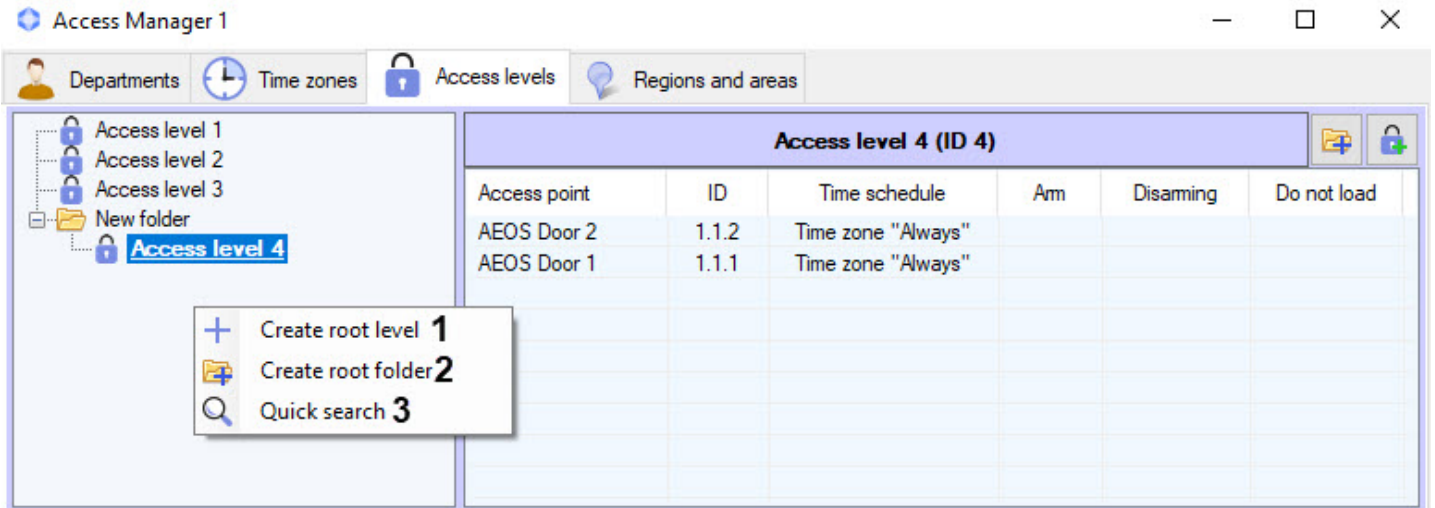 Access Manager 1
Departments Time zones Access levels Regions and areas
Access level 1
Access level 2
Access level 3
New folder
Access level 4
Access level 4 (ID 4)
Access point ID Time schedule Arm Disarming Do not load
AEOS Door 2 1.1.2 Time zone "Always"
AEOS Door 1 1.1.1 Time zone "Always"
Create root level 1
Create root folder 2
Quick search 3